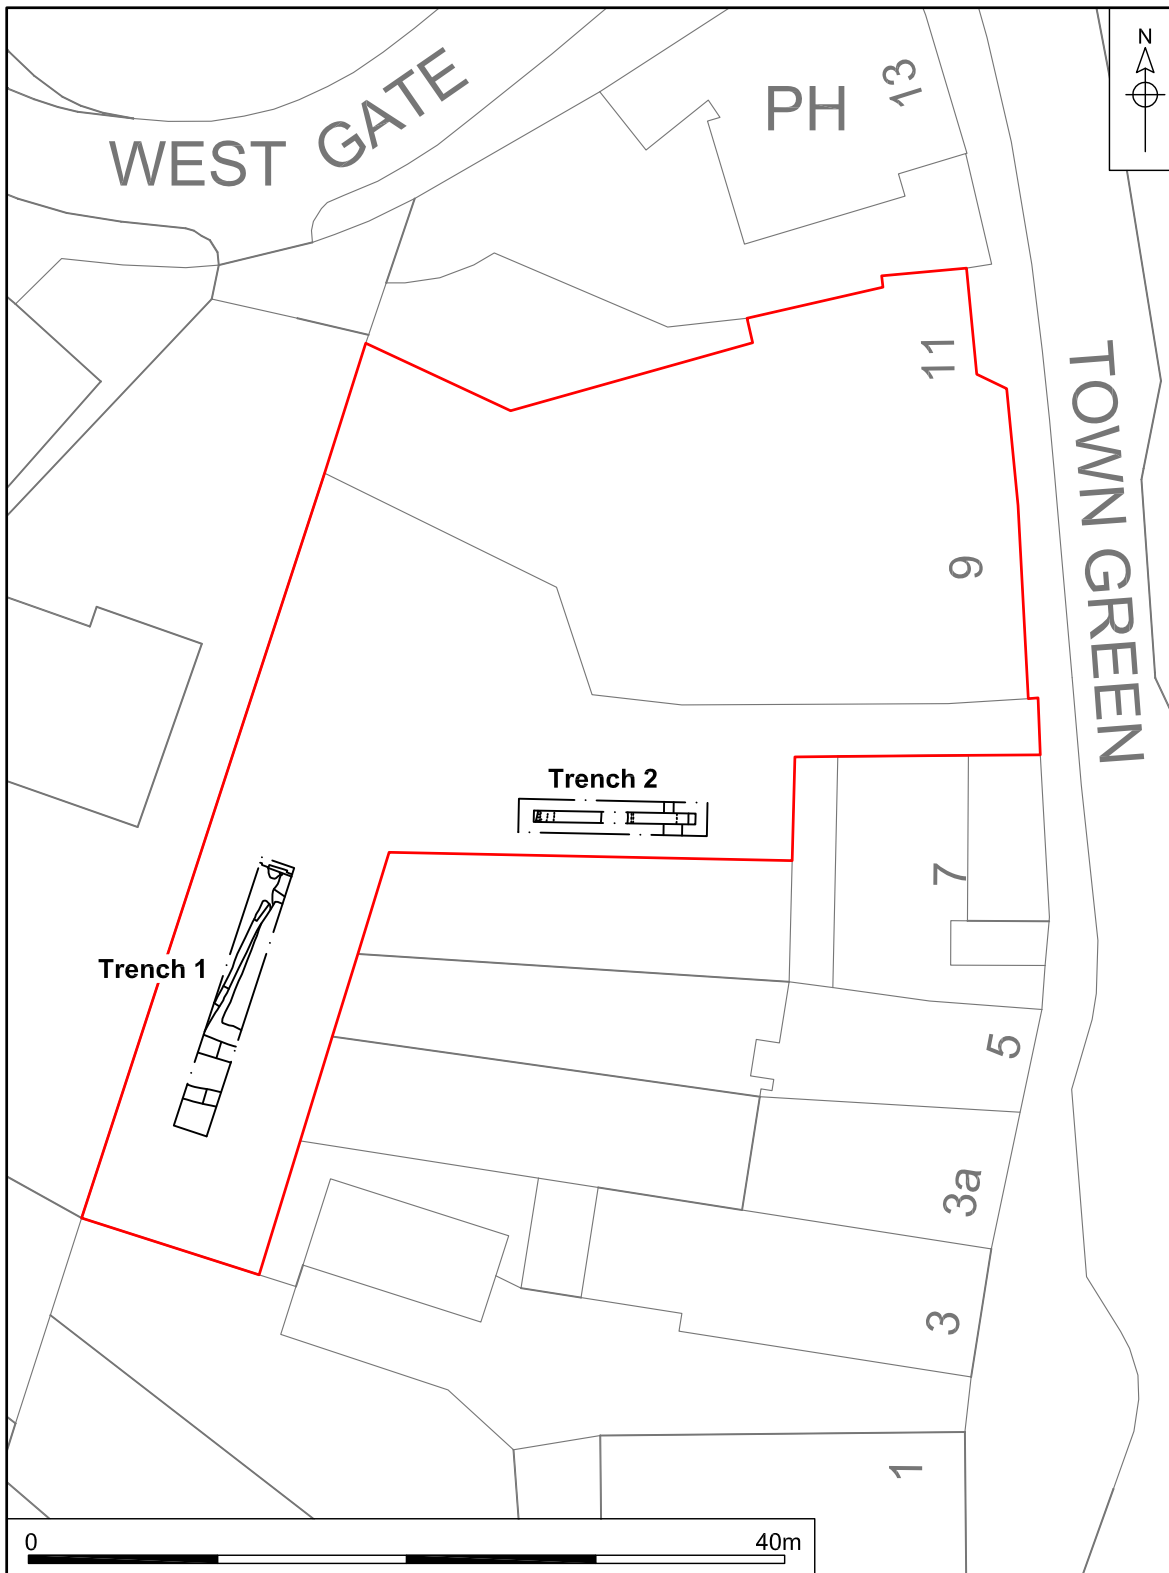 N
WEST GATE
PH
13
11
TOWN GREEN
9
Trench 2
7
Trench 1
5
3a
3
1
0 40m